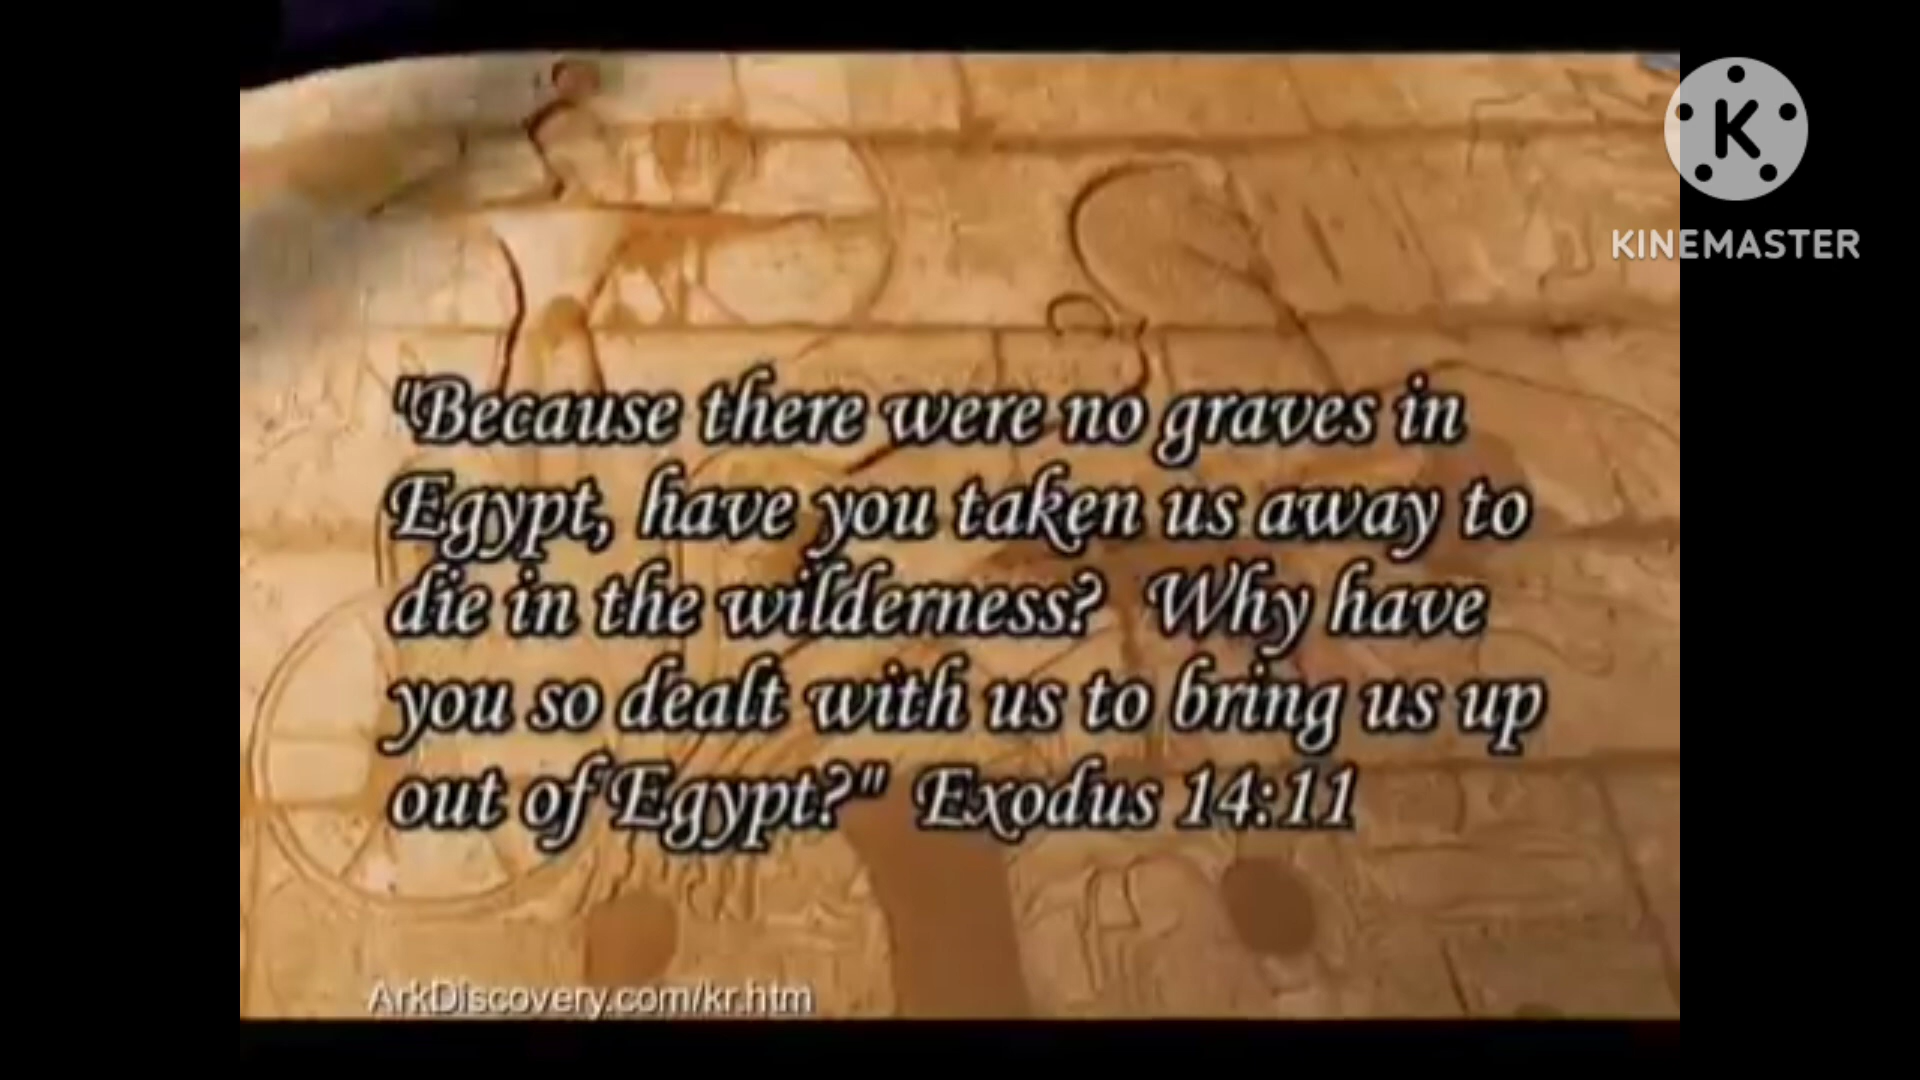 K
KINEMASTER
"Because there were no graves in
Egypt, have you taken us away to
die in the wilderness?  Why have
you so dealt with us to bring us up
out of Egypt?"  Exodus 14:11
ArkDiscovery.com/kr.htm